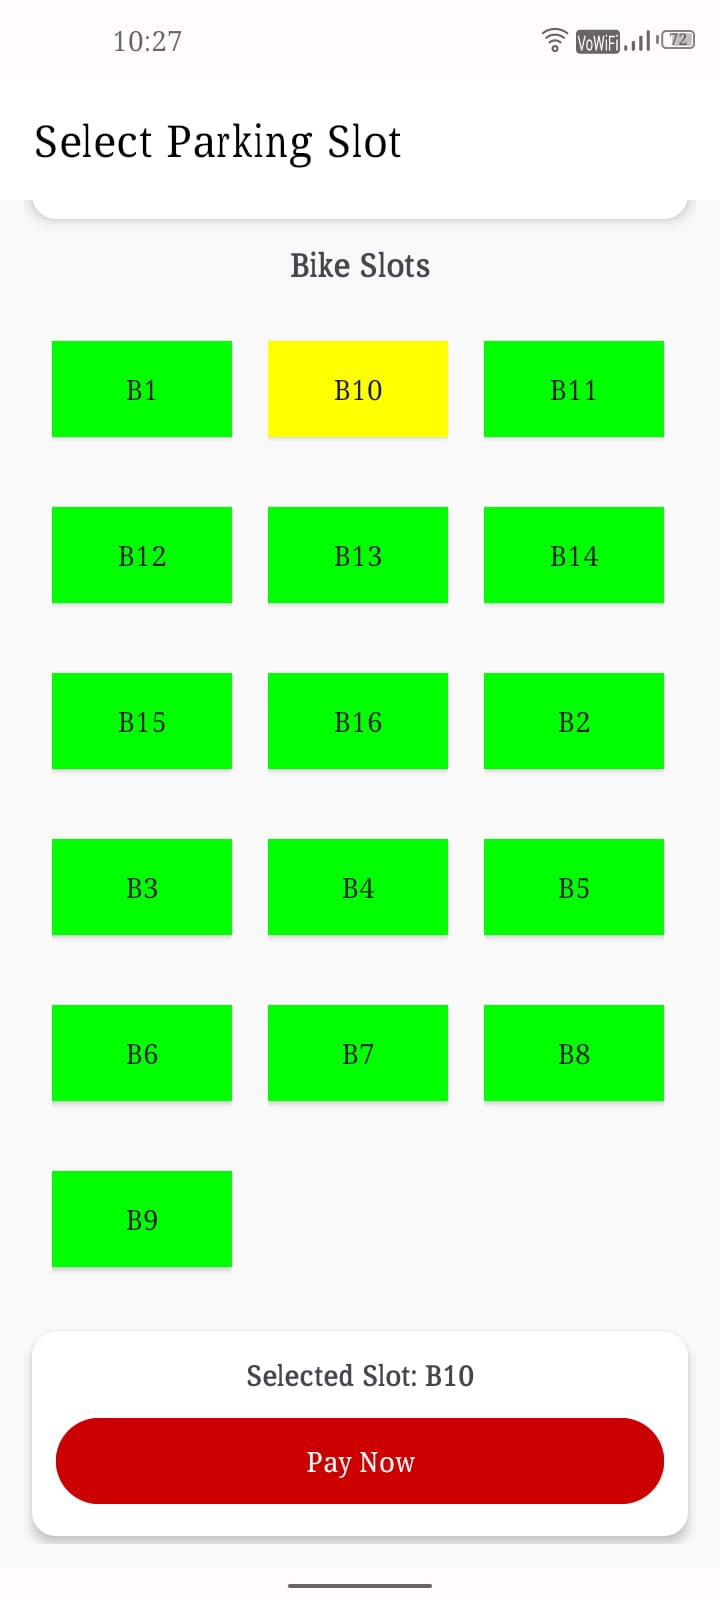 10:27 VoWiFi 72
Select Parking Slot
Bike Slots
B1 B10 B11
B12 B13 B14
B15 B16 B2
B3 B4 B5
B6 B7 B8
B9
Selected Slot: B10
Pay Now